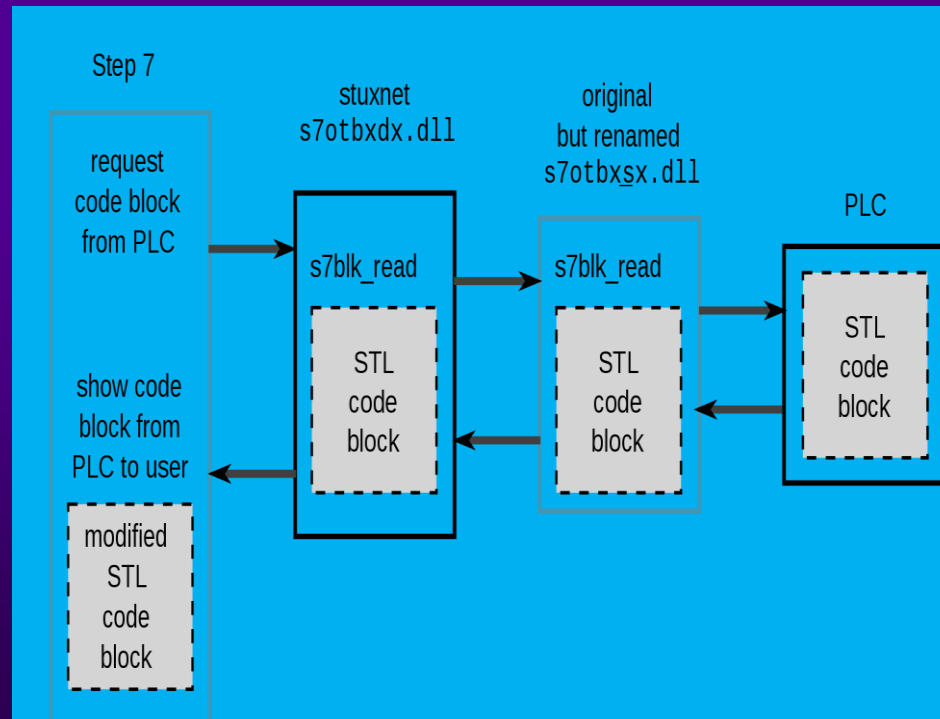 Step 7
request
code block
from PLC
show code
block from
PLC to user
modified
STL
code
block
stuxnet
s7otbxdx.dll
s7blk_read
STL
code
block
original
but renamed
s7otbxsx.dll
s7blk_read
STL
code
block
PLC
STL
code
block